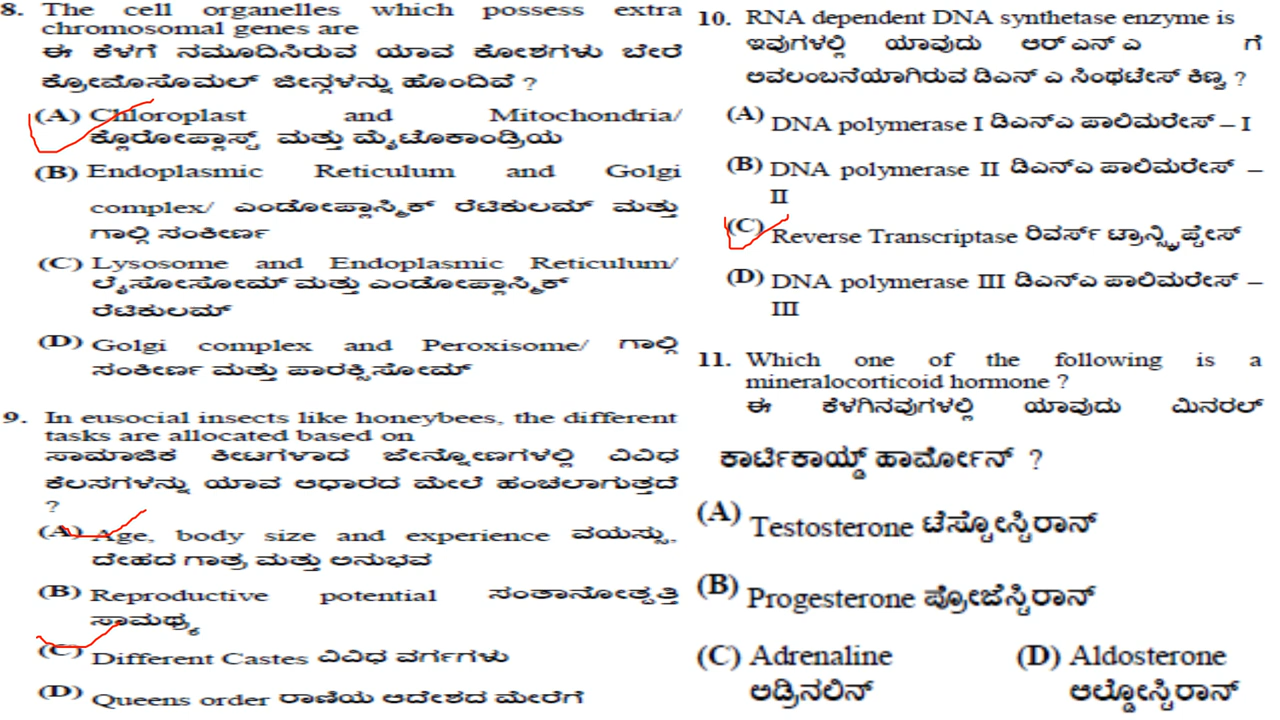 8. The cell organelles which possess extra
chromosomal genes are
ಈ ಕೆಳಗೆ ನಮೂದಿಸಿರುವ ಯಾವ ಕೋಶಗಳು ಬೇರೆ
ಕ್ರೋಮೊಸೊಮಲ್ ಜೀನ್ಗಳನ್ನು ಹೊಂದಿವೆ ?
(A) Chloroplast and Mitochondria/
ಕ್ಲೊರೋಪ್ಲಾಸ್ಟ್ ಮತ್ತು ಮೈಟೊಕಾಂಡ್ರಿಯ
(B) Endoplasmic Reticulum and Golgi
complex/ ಎಂಡೋಪ್ಲಾಸ್ಮಿಕ್ ರೆಟಿಕುಲಮ್ ಮತ್ತು
ಗಾಲ್ಗಿ ಸಂಕೀರ್ಣ
(C) Lysosome and Endoplasmic Reticulum/
ಲೈಸೋಸೋಮ್ ಮತ್ತು ಎಂಡೋಪ್ಲಾಸ್ಮಿಕ್
ರೆಟಿಕುಲಮ್
(D) Golgi complex and Peroxisome/ ಗಾಲ್ಗಿ
ಸಂಕೀರ್ಣ ಮತ್ತು ಪಾರಕ್ಸಿಸೋಮ್
9. In eusocial insects like honeybees, the different
tasks are allocated based on
ಸಾಮಾಜಿಕ ಕೀಟಗಳಾದ ಜೇನ್ನೋಣಗಳಲ್ಲಿ ವಿವಿಧ
ಕೆಲಸಗಳನ್ನು ಯಾವ ಆಧಾರದ ಮೇಲೆ ಹಂಚಲಾಗುತ್ತದೆ
?
(A) Age, body size and experience ವಯಸ್ಸು,
ದೇಹದ ಗಾತ್ರ ಮತ್ತು ಅನುಭವ
(B) Reproductive potential ಸಂತಾನೋತ್ಪತ್ತಿ
ಸಾಮರ್ಥ್ಯ
(C) Different Castes ವಿವಿಧ ವರ್ಗಗಳು
(D) Queens order ರಾಣಿಯ ಆದೇಶದ ಮೇರೆಗೆ
10. RNA dependent DNA synthetase enzyme is
ಇವುಗಳಲ್ಲಿ ಯಾವುದು ಆರ್ ಎನ್ ಎ ಗೆ
ಅವಲಂಬನೆಯಾಗಿರುವ ಡಿಎನ್ ಎ ಸಿಂಥಟೇಸ್ ಕಿಣ್ವ ?
(A) DNA polymerase I ಡಿಎನ್ಎ ಪಾಲಿಮರೇಸ್ – I
(B) DNA polymerase II ಡಿಎನ್ಎ ಪಾಲಿಮರೇಸ್ –
II
(C) Reverse Transcriptase ರಿವರ್ಸ್ ಟ್ರಾನ್ಸ್ಕ್ರಿಪ್ಟೇಸ್
(D) DNA polymerase III ಡಿಎನ್ಎ ಪಾಲಿಮರೇಸ್ –
III
11. Which one of the following is a
mineralocorticoid hormone ?
ಈ ಕೆಳಗಿನವುಗಳಲ್ಲಿ ಯಾವುದು ಮಿನರಲ್
ಕಾರ್ಟಿಕಾಯ್ಡ್ ಹಾರ್ಮೋನ್ ?
(A) Testosterone ಟೆಸ್ಟೋಸ್ಟಿರಾನ್
(B) Progesterone ಪ್ರೋಜೆಸ್ಟಿರಾನ್
(C) Adrenaline (D) Aldosterone
ಅಡ್ರಿನಲಿನ್ ಆಲ್ಡೋಸ್ಟಿರಾನ್